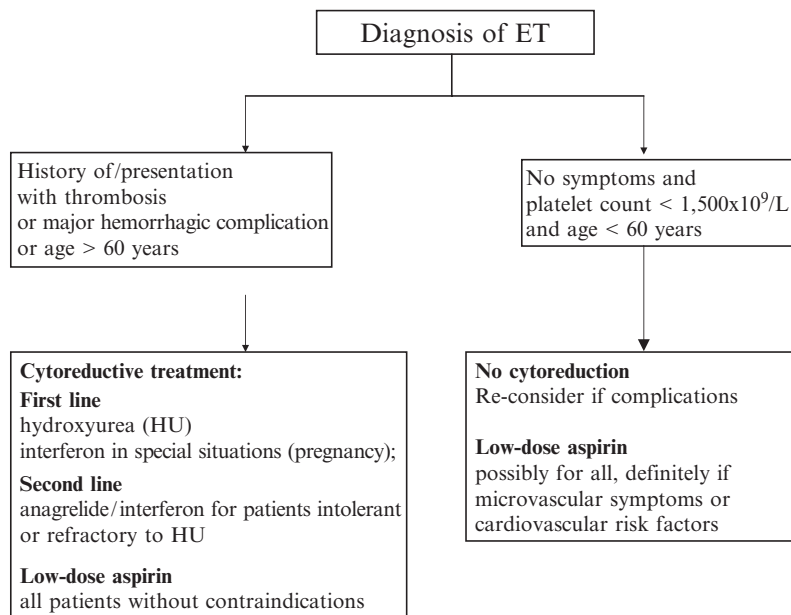 Diagnosis of ET
History of/presentation
with thrombosis
or major hemorrhagic complication
or age > 60 years
No symptoms and
platelet count < 1,500x10⁹/L
and age < 60 years
Cytoreductive treatment:
First line
hydroxyurea (HU)
interferon in special situations (pregnancy);
Second line
anagrelide/interferon for patients intolerant
or refractory to HU
Low-dose aspirin
all patients without contraindications
No cytoreduction
Re-consider if complications
Low-dose aspirin
possibly for all, definitely if
microvascular symptoms or
cardiovascular risk factors